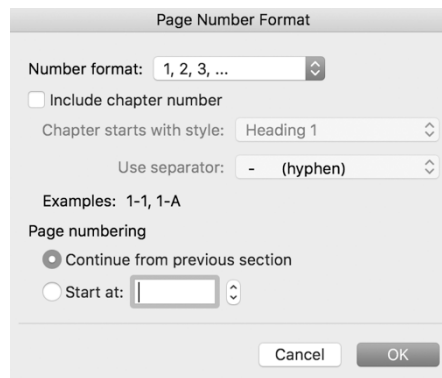 Page Number Format
Number format: 1, 2, 3, ...
Include chapter number
Chapter starts with style: Heading 1
Use separator: - (hyphen)
Examples: 1-1, 1-A
Page numbering
Continue from previous section
Start at:
Cancel OK